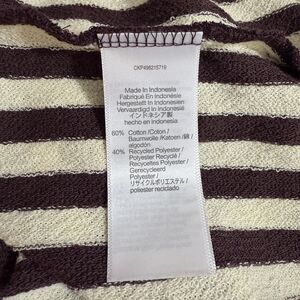 CKP498215719
Made In Indonesia
Fabriqué En Indonésie
Hergestellt In Indonesien
Vervaardigd In Indonesië
インドネシア製
hecho en Indonesia
60% Cotton /Coton /
Baumwolle /Katoen /綿 /
algodón
40% Recycled Polyester /
Polyester Recyclé /
Recyceltes Polyester /
Gerecycleerd
Polyester /
リサイクルポリエステル /
poliester reciclado